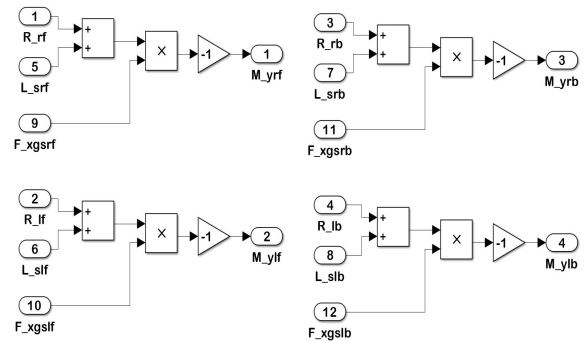 1
R_rf
+
+
5
L_srf
×
-1
1
M_yrf
9
F_xgsrf
3
R_rb
+
+
7
L_srb
×
-1
3
M_yrb
11
F_xgsrb
2
R_lf
+
+
6
L_slf
×
-1
2
M_ylf
10
F_xgslf
4
R_lb
+
+
8
L_slb
×
-1
4
M_ylb
12
F_xgslb